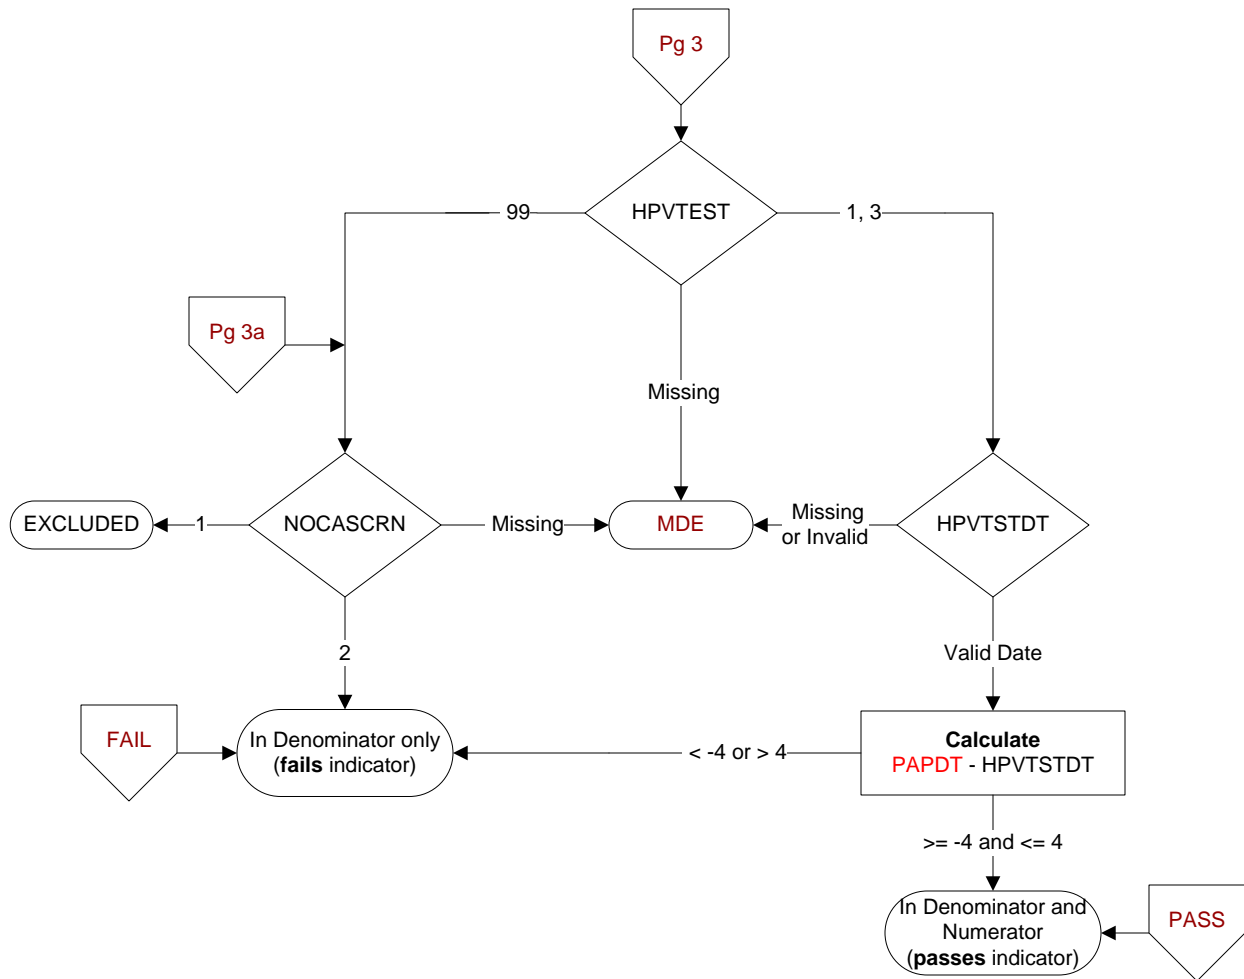 Pg 3
HPVTEST
99
1, 3
Pg 3a
Missing
EXCLUDED
1
NOCASCRN
Missing
MDE
Missing
or Invalid
HPVTSTDT
2
Valid Date
FAIL
In Denominator only
(fails indicator)
< -4 or > 4
Calculate
PAPDT - HPVTSTDT
>= -4 and <= 4
In Denominator and
Numerator
(passes indicator)
PASS